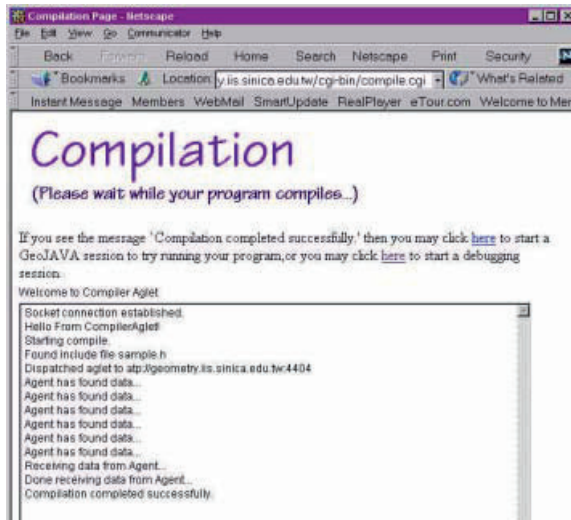 Compilation Page - Netscape
File Edit View Go Communicator Help
Back Forward Reload Home Search Netscape Print Security
Bookmarks Location y.iis.sinica.edu.tw/cgi-bin/compile.cgi What's Related
Instant Message Members WebMail SmartUpdate RealPlayer eTour.com Welcome to Mer
Compilation
(Please wait while your program compiles...)
If you see the message 'Compilation completed successfully.' then you may click here to start a
GeoJAVA session to try running your program,or you may click here to start a debugging
session.
Welcome to Compiler Aglet
Socket connection established.
Hello From CompilerAglet!
Starting compile.
Found include file sample.h
Dispatched aglet to atp://geometry.iis.sinica.edu.tw:4404
Agent has found data...
Agent has found data...
Agent has found data...
Agent has found data...
Agent has found data...
Agent has found data...
Receiving data from Agent...
Done receiving data from Agent...
Compilation completed successfully.